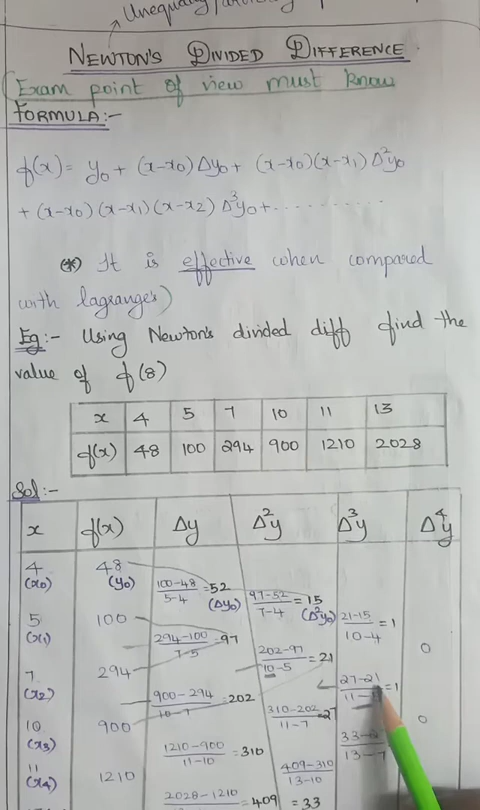 Unequal
NEWTON'S DIVIDED DIFFERENCE
(Exam point of view must know
FORMULA:-
f(x) = y₀ + (x-x₀) Δy₀ + (x-x₀)(x-x₁) Δ²y₀
+ (x-x₀)(x-x₁)(x-x₂) Δ³y₀ + ..........
(*) It is effective when compared
with lagrange's)
Eg:- Using Newton's divided diff find the
value of f(8)
x 4 5 7 10 11 13
f(x) 48 100 294 900 1210 2028
Sol:-
x f(x) Δy Δ²y Δ³y Δ⁴y
4 48
(x₀) (y₀) 100-48/5-4 = 52 97-52/7-4 = 15
(Δy₀) (Δ²y₀) 21-15/10-4 = 1
5 100
(x₁) 294-100/7-5 = 97 202-97/10-5 = 21 0
7 294
(x₂) 900-294/10-7 = 202 27-21/11- = 1
310-202/11-7 = 27 0
10 900
(x₃) 1210-900/11-10 = 310 33-/13-7
11 1210 409-310/13-10
(x₄) = 33
2028-1210 = 409